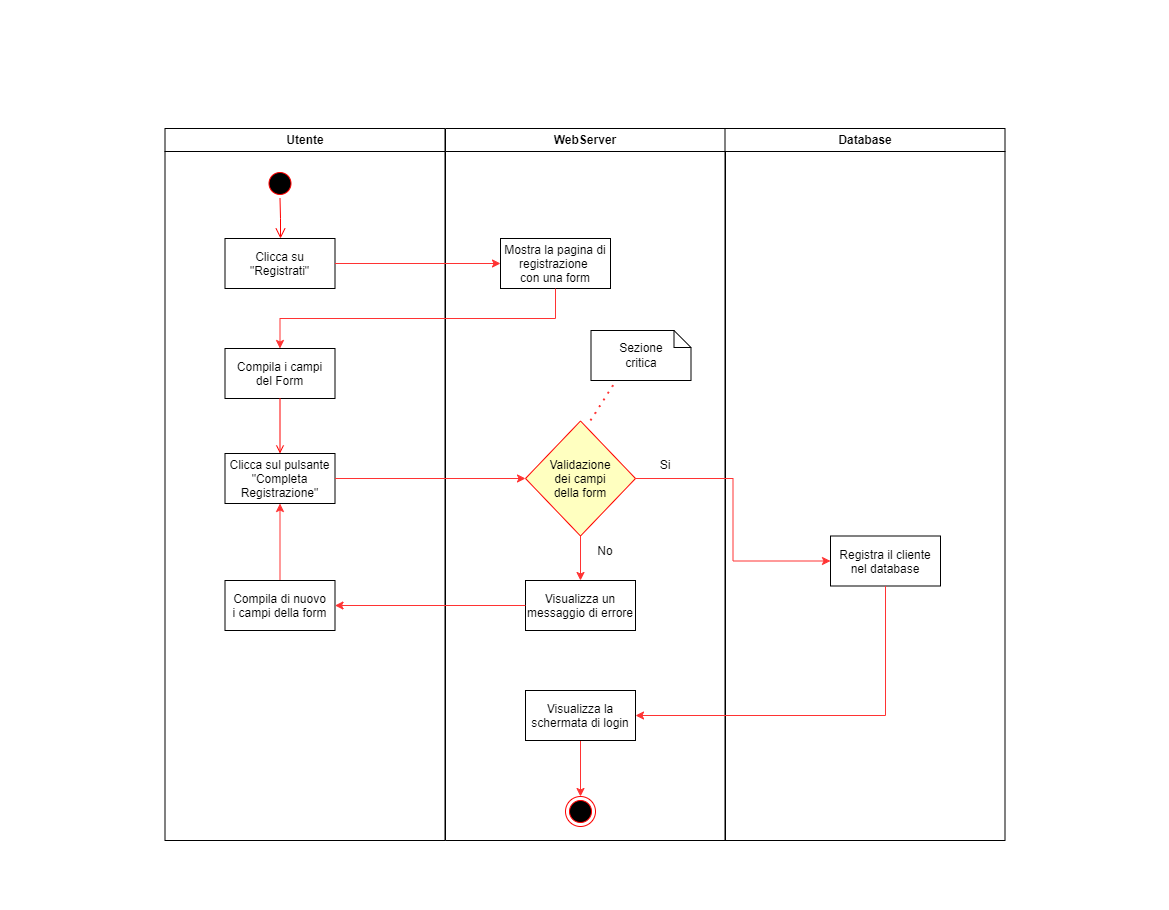 Utente
WebServer
Database
Clicca su
"Registrati"
Mostra la pagina di
registrazione
con una form
Compila i campi
del Form
Sezione
critica
Clicca sul pulsante
"Completa
Registrazione"
Validazione
dei campi
della form
Si
No
Registra il cliente
nel database
Compila di nuovo
i campi della form
Visualizza un
messaggio di errore
Visualizza la
schermata di login